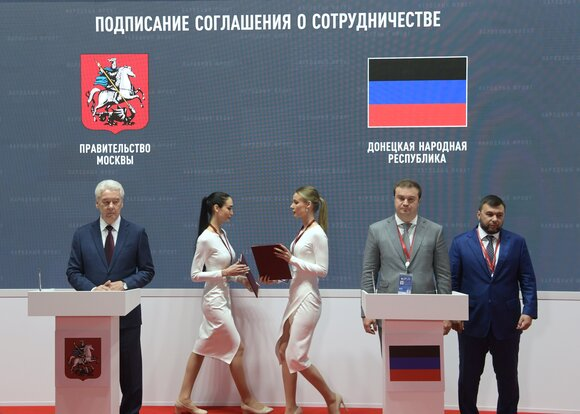 ПОДПИСАНИЕ СОГЛАШЕНИЯ О СОТРУДНИЧЕСТВЕ
ПРАВИТЕЛЬСТВО
МОСКВЫ
ДОНЕЦКАЯ НАРОДНАЯ
РЕСПУБЛИКА